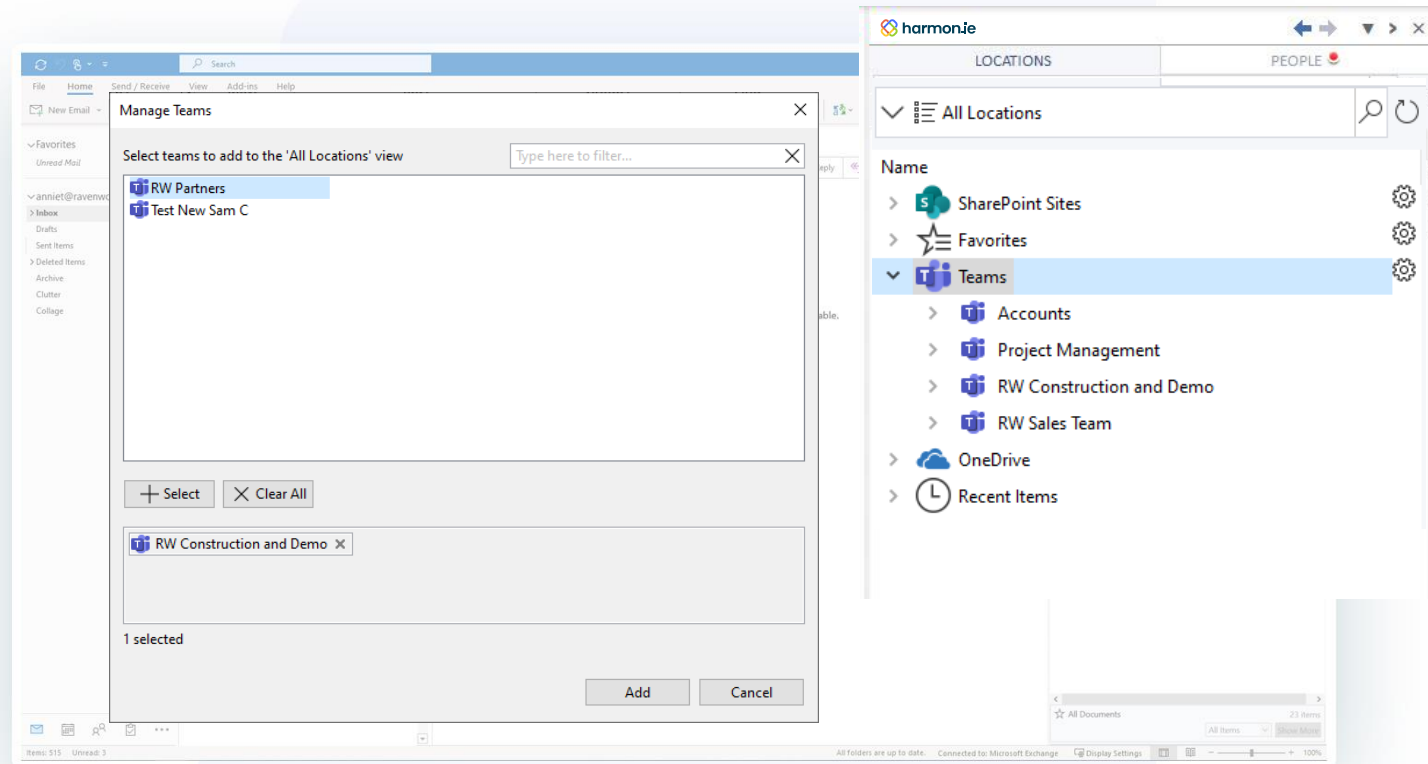 harmon.ie
LOCATIONS
PEOPLE
All Locations
Name
SharePoint Sites
Favorites
Teams
Accounts
Project Management
RW Construction and Demo
RW Sales Team
OneDrive
Recent Items
Search
File Home Send / Receive View Add-ins Help
New Email
Favorites
Unread Mail
anniet@ravenwo
Inbox
Drafts
Sent Items
Deleted Items
Archive
Clutter
Collage
Manage Teams
Select teams to add to the 'All Locations' view
Type here to filter...
RW Partners
Test New Sam C
Select
Clear All
RW Construction and Demo
1 selected
Add
Cancel
eply
able.
All Documents
23 items
All Items
Show More
Items: 515 Unread: 3
All folders are up to date. Connected to: Microsoft Exchange Display Settings 100%